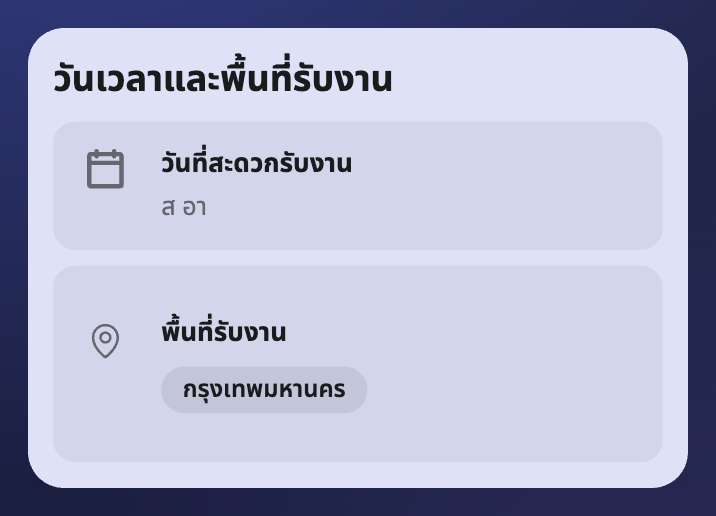 วันเวลาและพื้นที่รับงาน
วันที่สะดวกรับงาน
ส อา
พื้นที่รับงาน
กรุงเทพมหานคร